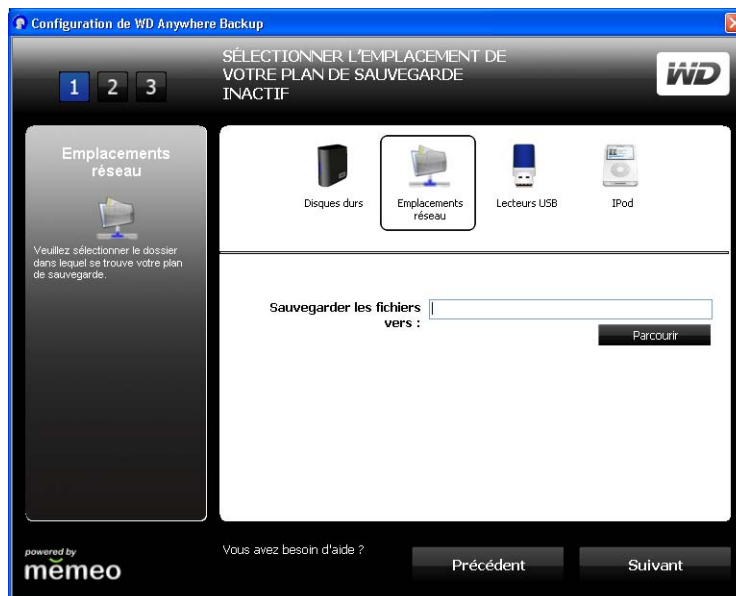 Configuration de WD Anywhere Backup
1 2 3
SÉLECTIONNER L'EMPLACEMENT DE
VOTRE PLAN DE SAUVEGARDE
INACTIF
WD
Emplacements
réseau
Veuillez sélectionner le dossier
dans lequel se trouve votre plan
de sauvegarde.
Disques durs
Emplacements
réseau
Lecteurs USB
IPod
Sauvegarder les fichiers
vers :
Parcourir
powered by
memeo
Vous avez besoin d'aide ?
Précédent
Suivant